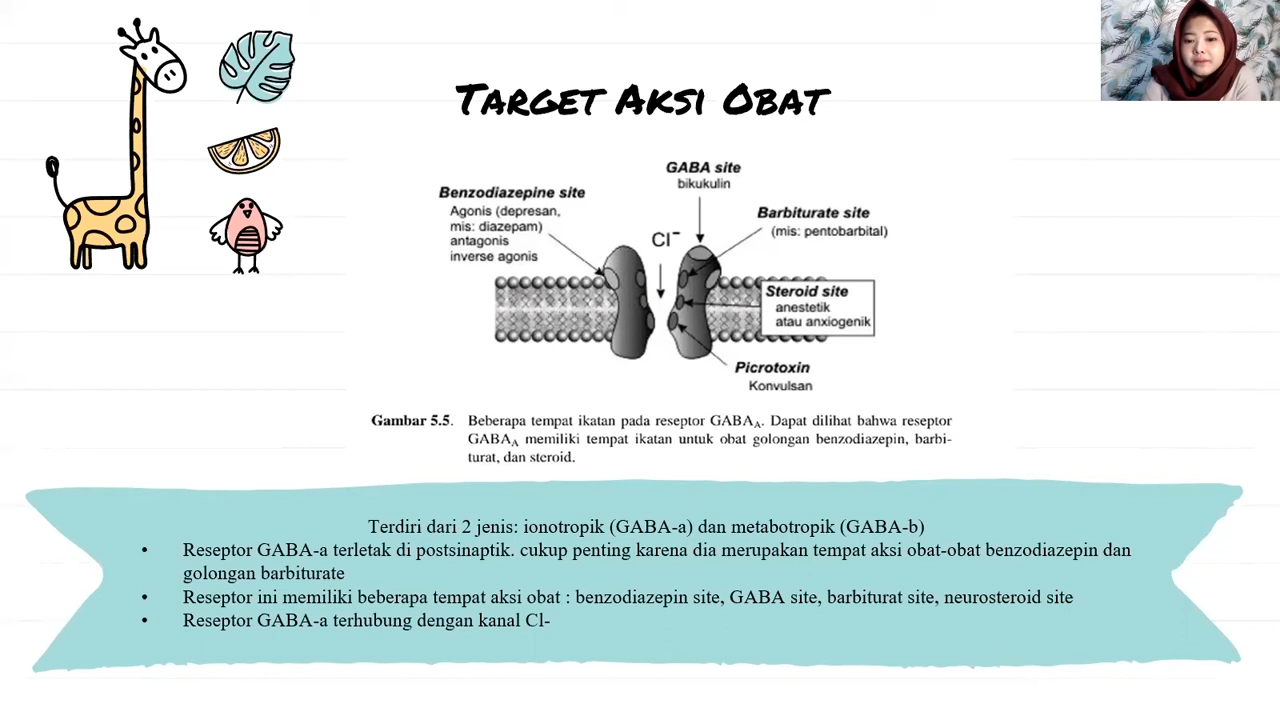 TARGET AKSI OBAT
GABA site
bikukulin
Benzodiazepine site
Agonis (depresan,
mis: diazepam)
antagonis
inverse agonis
Barbiturate site
(mis: pentobarbital)
Cl⁻
Steroid site
anestetik
atau anxiogenik
Picrotoxin
Konvulsan
Gambar 5.5. Beberapa tempat ikatan pada reseptor GABA_A. Dapat dilihat bahwa reseptor
GABA_A memiliki tempat ikatan untuk obat golongan benzodiazepin, barbi-
turat, dan steroid.
Terdiri dari 2 jenis: ionotropik (GABA-a) dan metabotropik (GABA-b)
• Reseptor GABA-a terletak di postsinaptik. cukup penting karena dia merupakan tempat aksi obat-obat benzodiazepin dan
golongan barbiturate
• Reseptor ini memiliki beberapa tempat aksi obat : benzodiazepin site, GABA site, barbiturat site, neurosteroid site
• Reseptor GABA-a terhubung dengan kanal Cl-